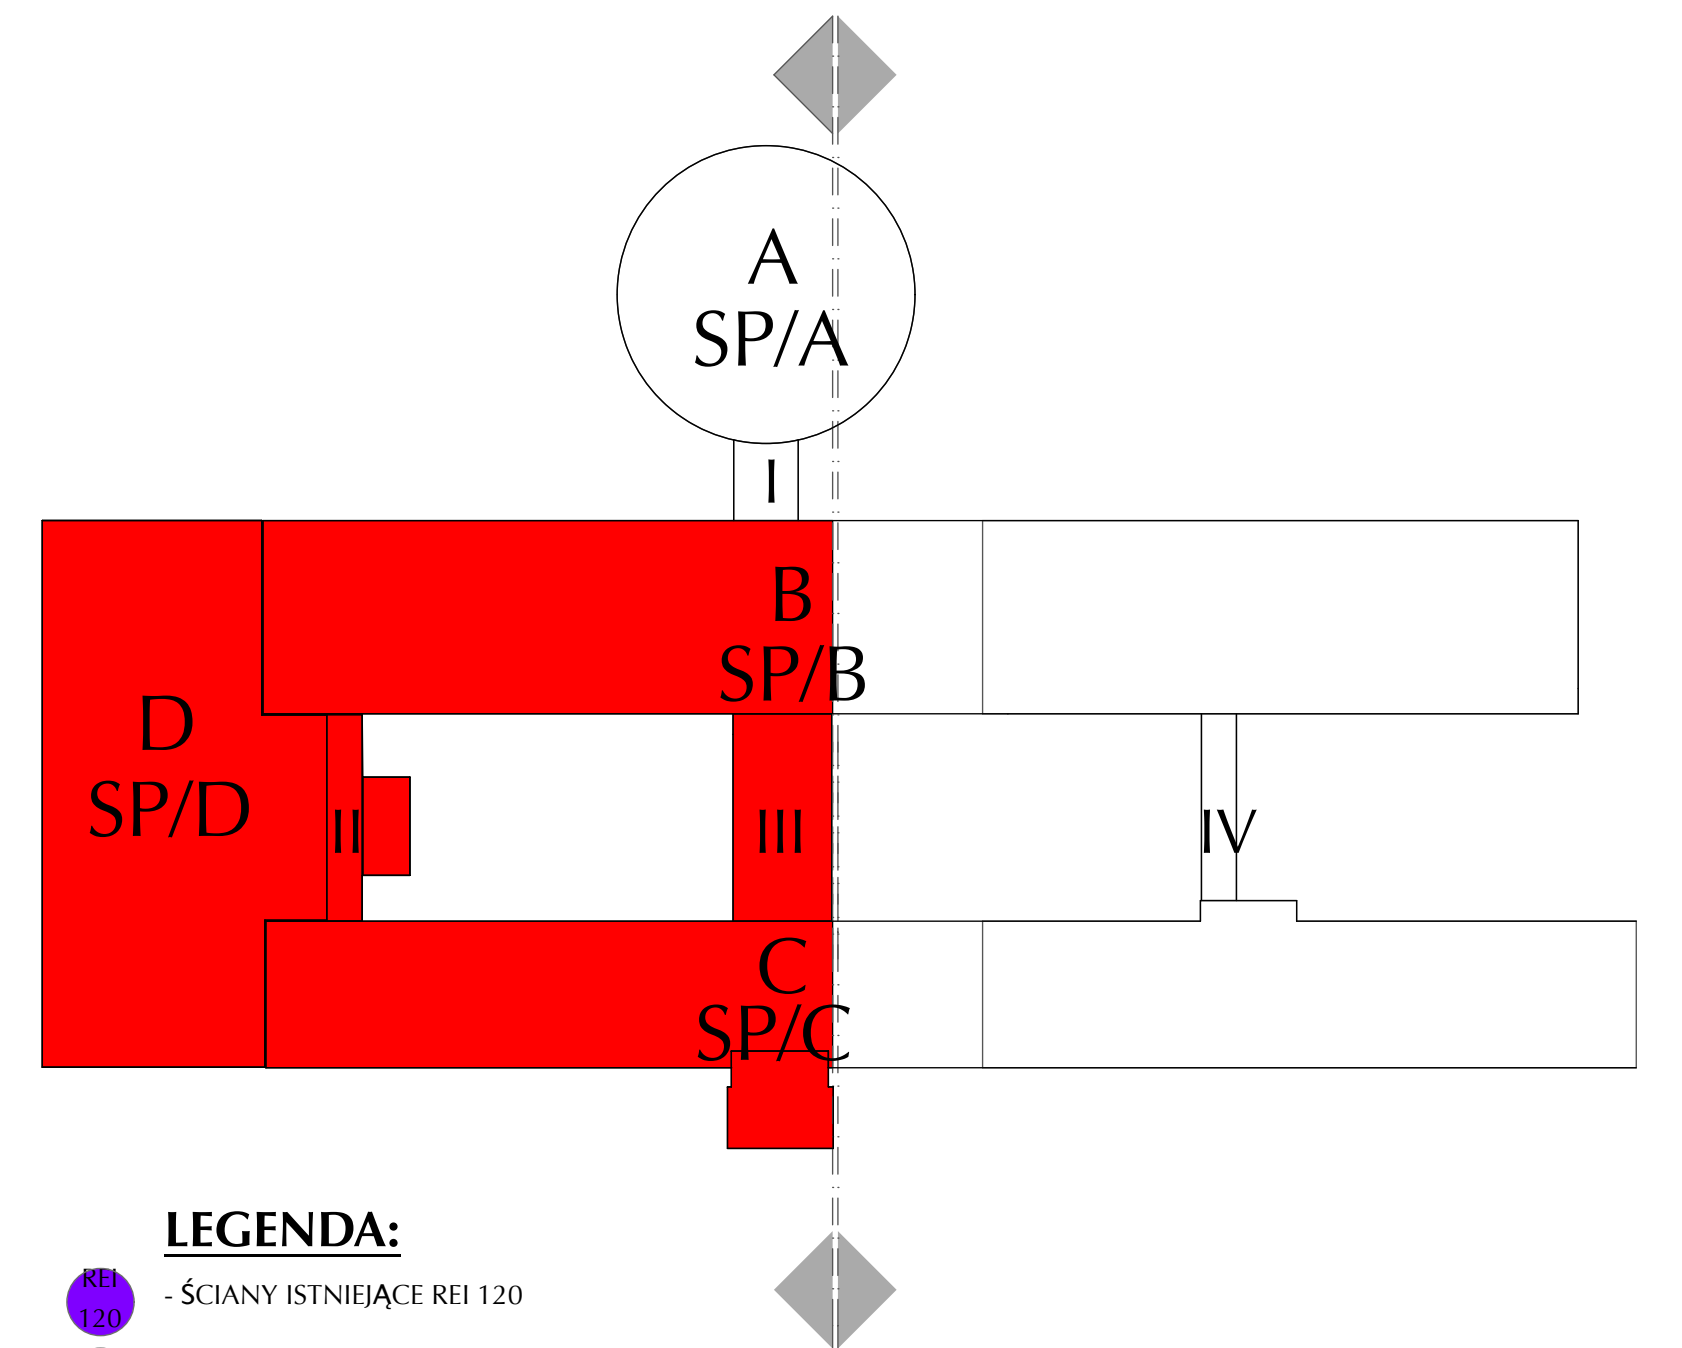 A
SP/A
I
B
SP/B
D
SP/D
II
III
IV
C
SP/C
LEGENDA:
REI
120
- ŚCIANY ISTNIEJĄCE REI 120